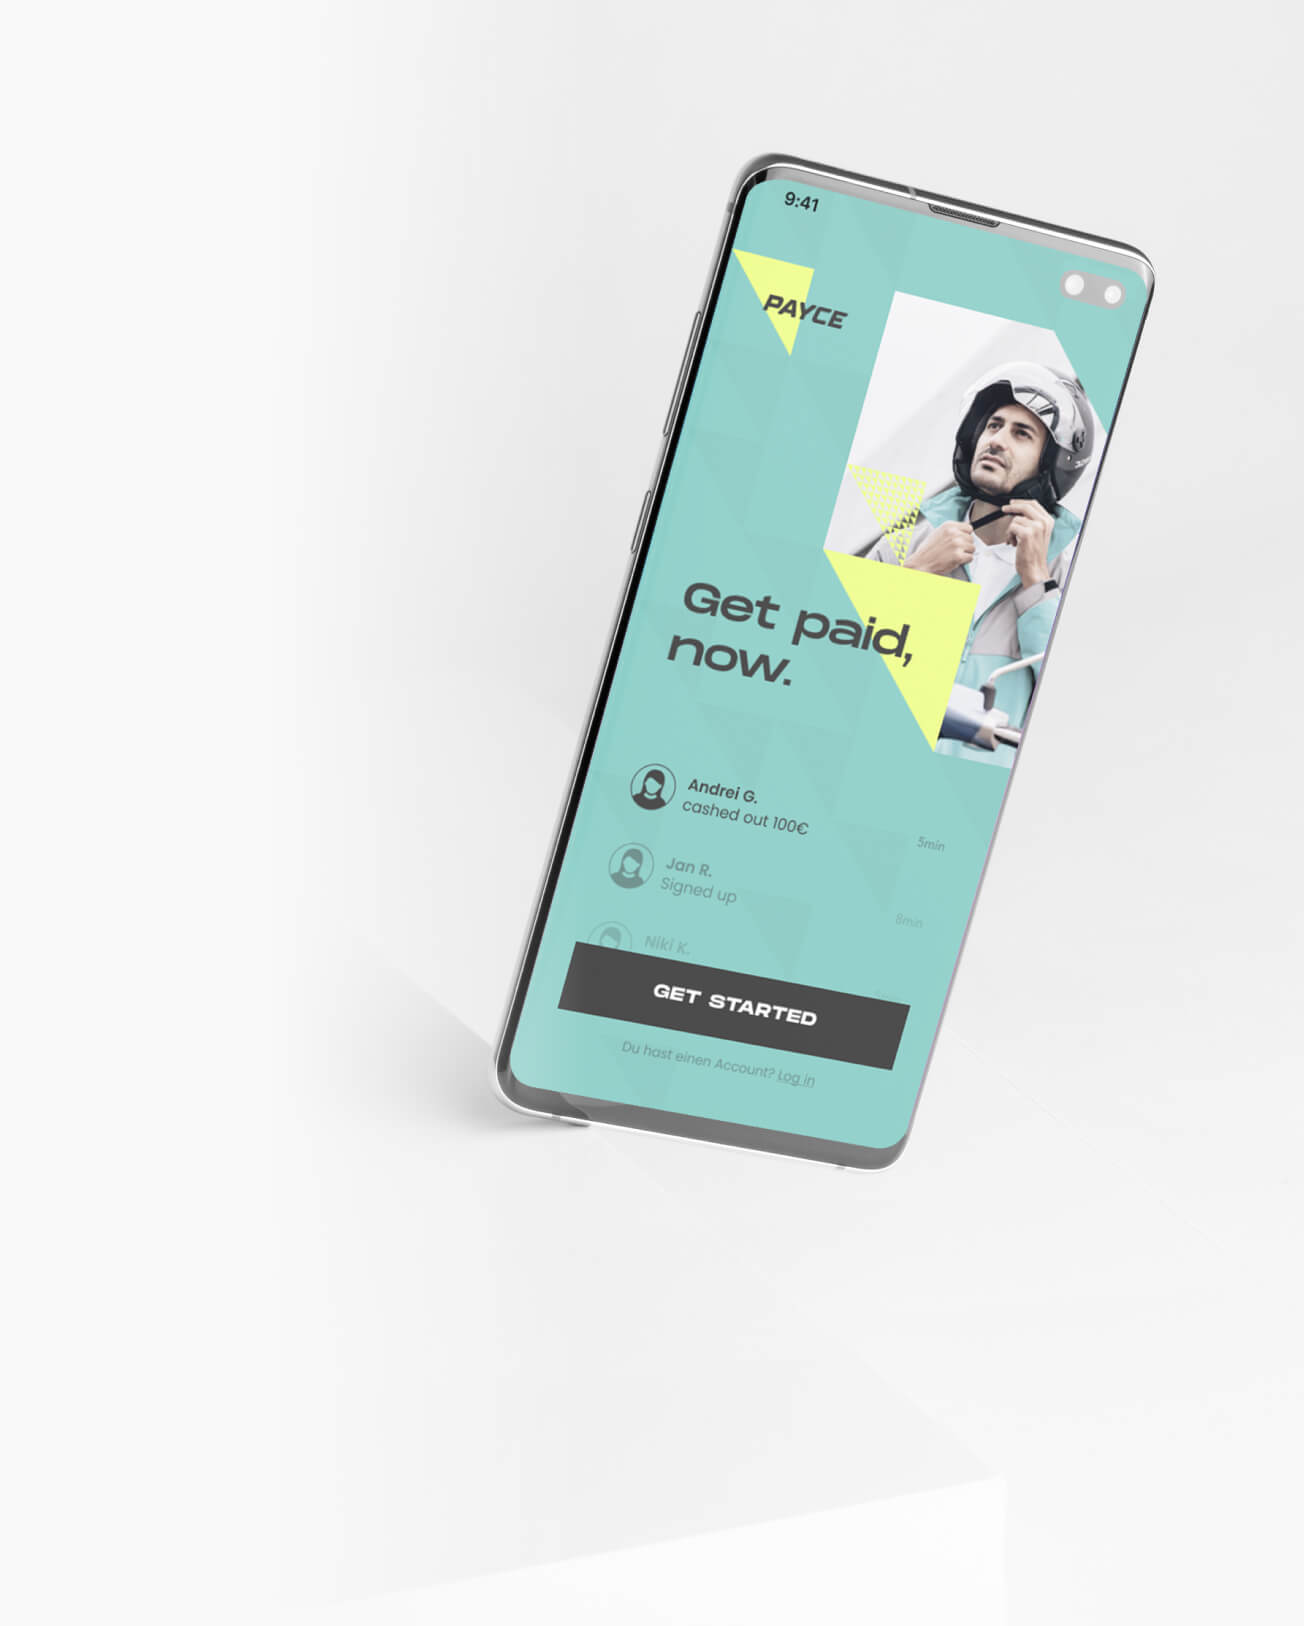 9:41
PAYCE
Get paid,
now.
Andrei G.
cashed out 100€
5min
Jan R.
Signed up
8min
Niki K.
GET STARTED
Du hast einen Account? Log in